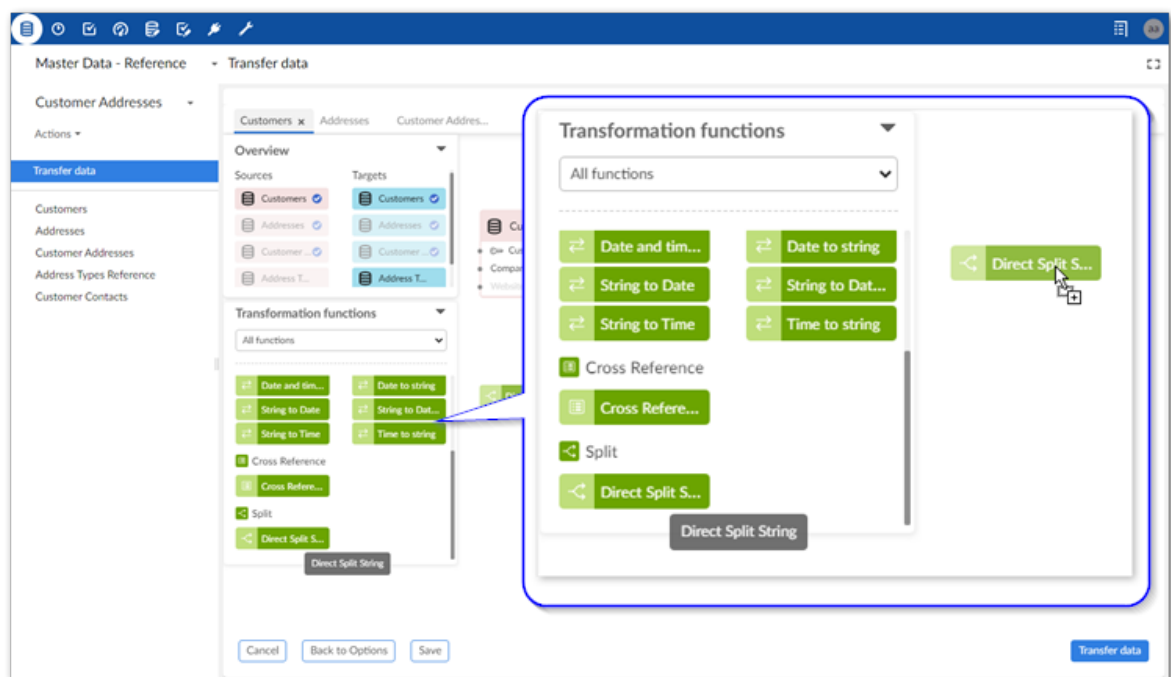 aa
Master Data - Reference
Transfer data
Customer Addresses
Actions
Transfer data
Customers
Addresses
Customer Addresses
Address Types Reference
Customer Contacts
Customers x
Addresses
Customer Addres...
Overview
Sources
Targets
Customers
Customers
Addresses
Addresses
Customer ...
Customer ...
Address T...
Address T...
Transformation functions
All functions
Date and tim...
Date to string
String to Date
String to Dat...
String to Time
Time to string
Cross Reference
Cross Refere...
Split
Direct Split S...
Direct Split String
Cu
Cus
Compan
Website
Transformation functions
All functions
Date and tim...
Date to string
String to Date
String to Dat...
String to Time
Time to string
Cross Reference
Cross Refere...
Split
Direct Split S...
Direct Split String
Direct Split S...
Cancel
Back to Options
Save
Transfer data